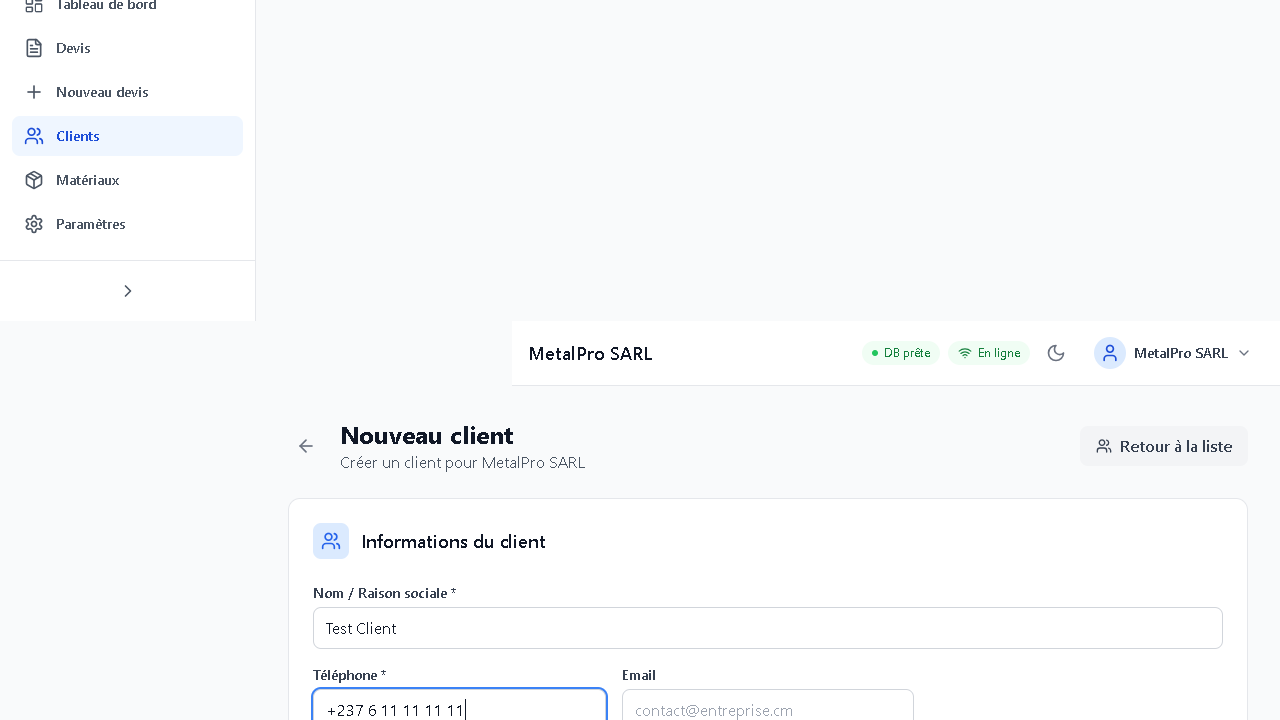 Tableau de bord
Devis
Nouveau devis
Clients
Matériaux
Paramètres
MetalPro SARL
DB prête
En ligne
MetalPro SARL
Nouveau client
Créer un client pour MetalPro SARL
Retour à la liste
Informations du client
Nom / Raison sociale *
Test Client
Téléphone *
Email
+237 6 11 11 11 11
contact@entreprise.cm